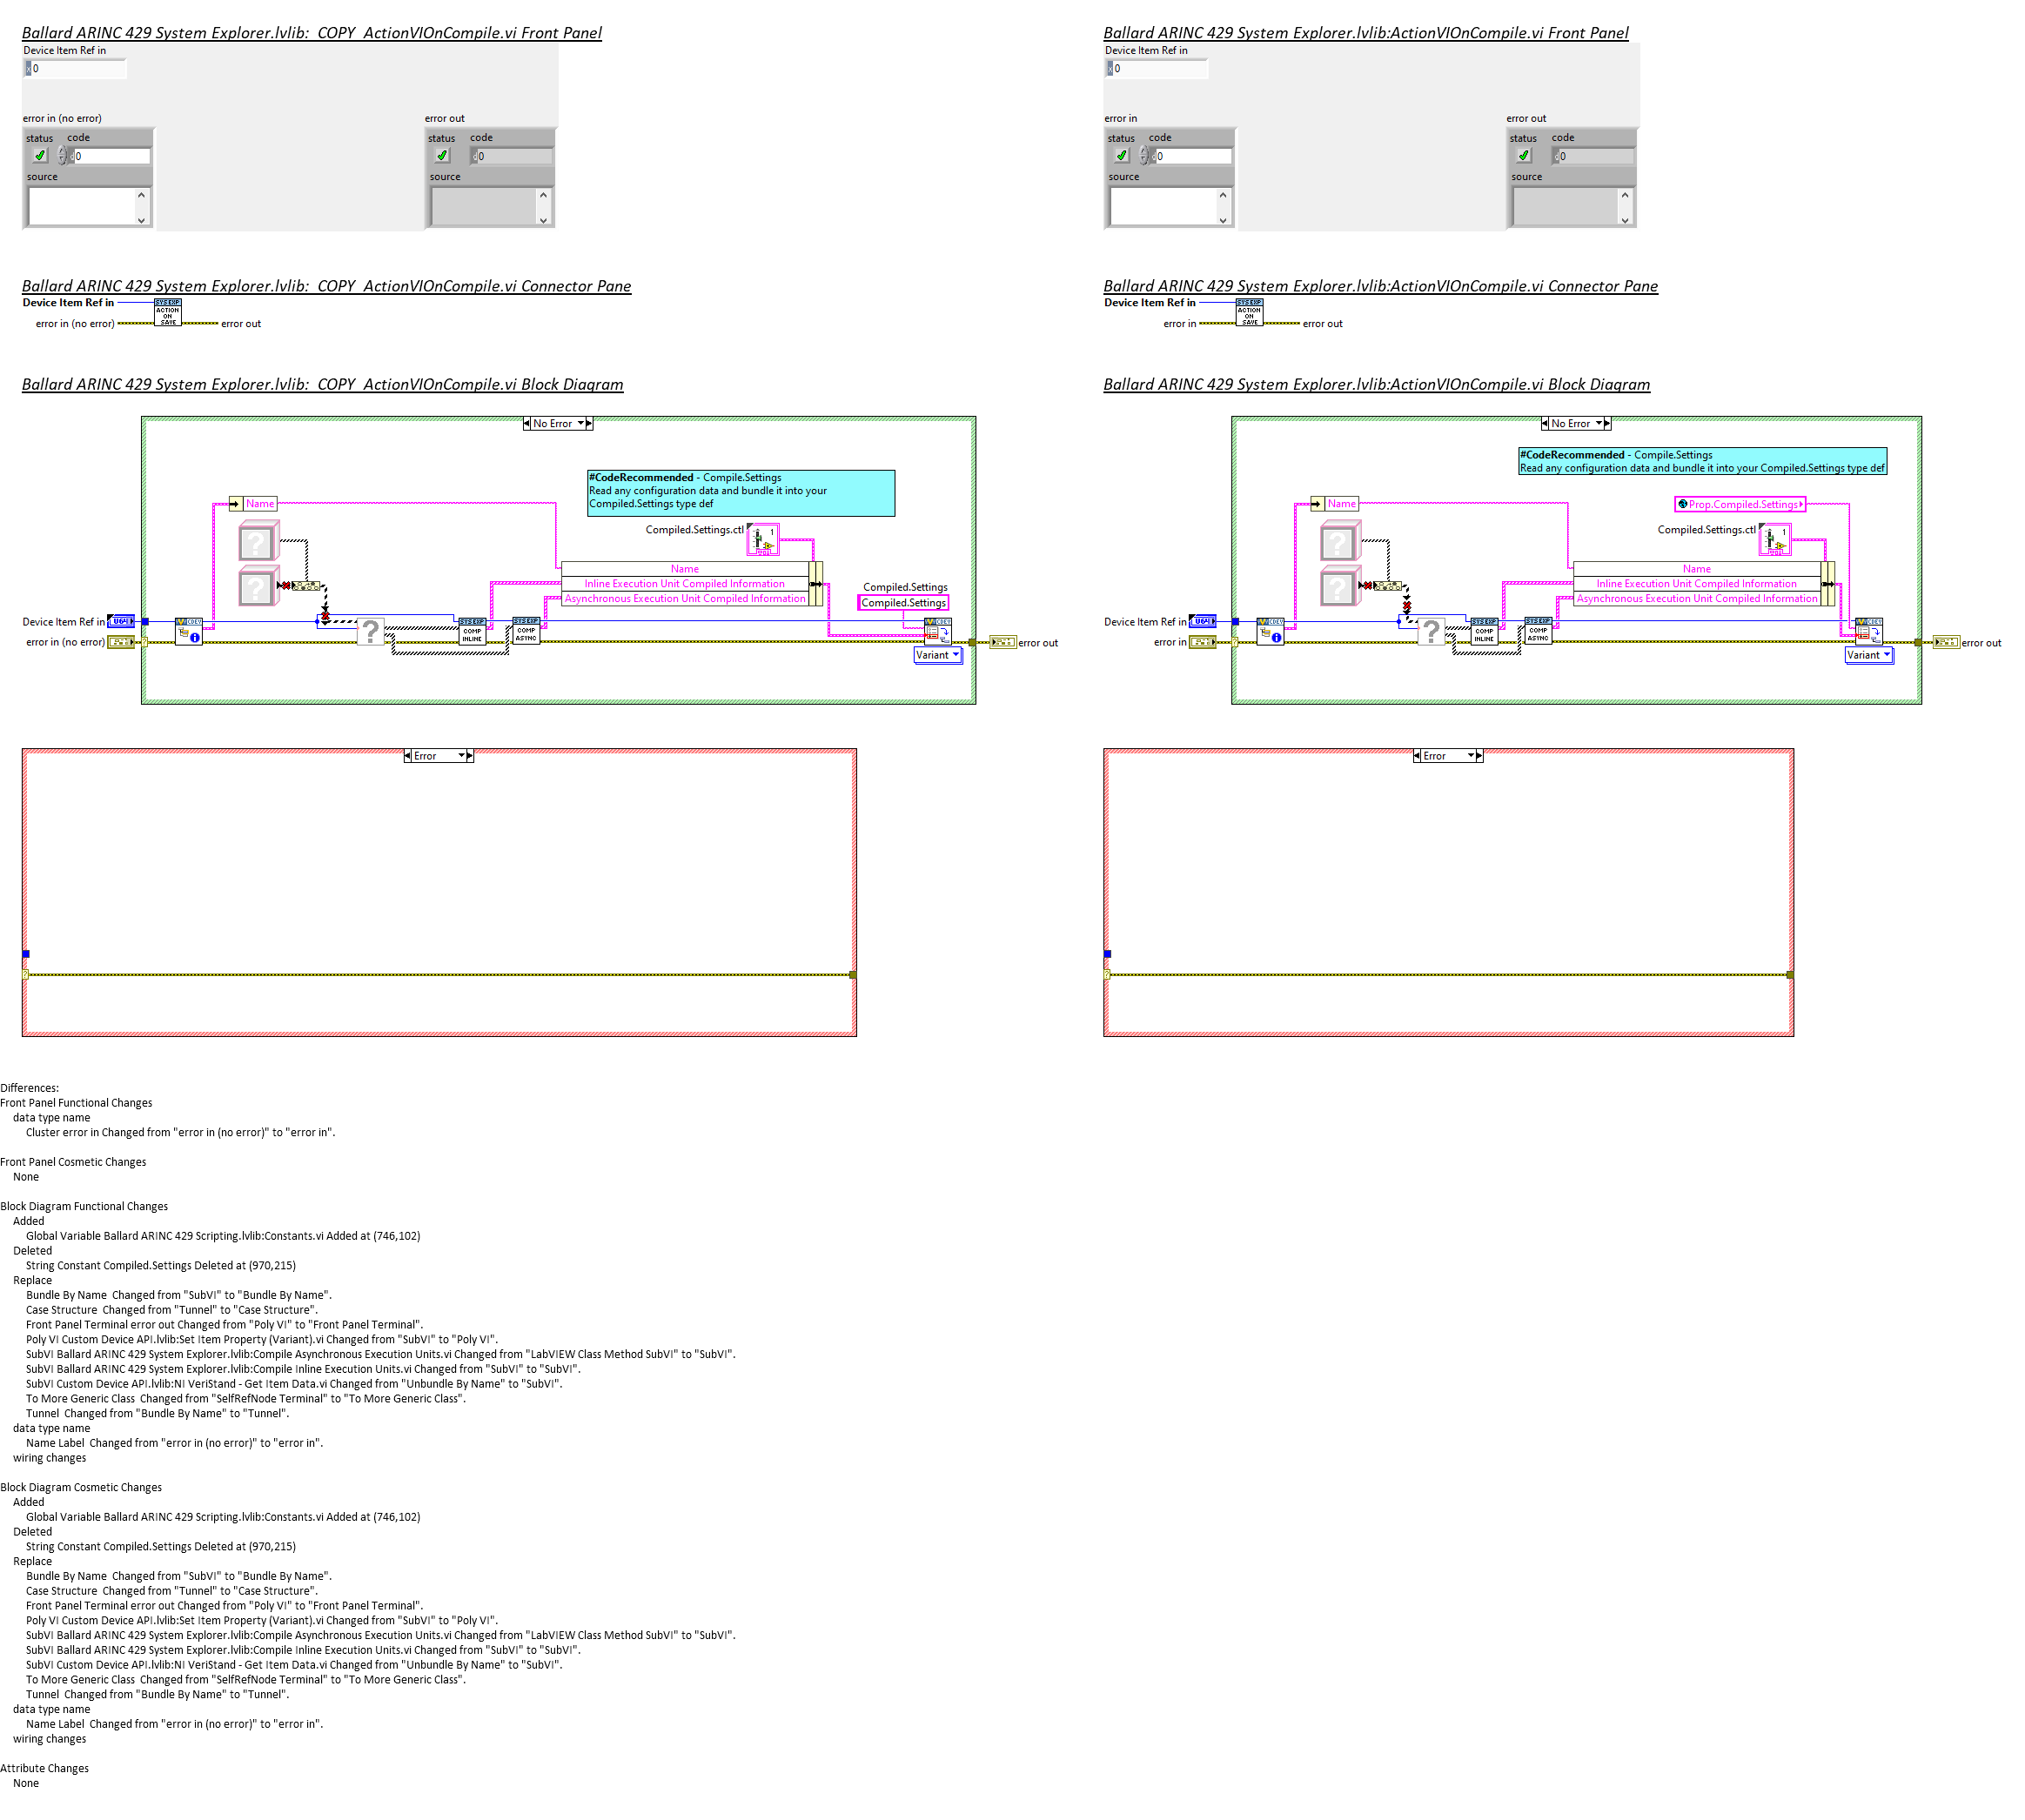 Ballard ARINC 429 System Explorer.lvlib:_COPY_ActionVIOnCompile.vi Front Panel
Device Item Ref in
0
error in (no error)
status code
0
source
error out
status code
0
source
Ballard ARINC 429 System Explorer.lvlib:_COPY_ActionVIOnCompile.vi Connector Pane
Device Item Ref in
SYS EXP
ACTION
ON
SAVE
error in (no error)
error out
Ballard ARINC 429 System Explorer.lvlib:_COPY_ActionVIOnCompile.vi Block Diagram
No Error
#CodeRecommended - Compile.Settings
Read any configuration data and bundle it into your
Compiled.Settings type def
Name
Compiled.Settings.ctl
Name
Inline Execution Unit Compiled Information
Asynchronous Execution Unit Compiled Information
Compiled.Settings
Compiled.Settings
Device Item Ref in
U64
error in (no error)
SYS EXP
COMP
INLINE
SYS EXP
COMP
ASYNC
Variant
error out
Error
Ballard ARINC 429 System Explorer.lvlib:ActionVIOnCompile.vi Front Panel
Device Item Ref in
0
error in
status code
0
source
error out
status code
0
source
Ballard ARINC 429 System Explorer.lvlib:ActionVIOnCompile.vi Connector Pane
Device Item Ref in
SYS EXP
ACTION
ON
SAVE
error in
error out
Ballard ARINC 429 System Explorer.lvlib:ActionVIOnCompile.vi Block Diagram
No Error
#CodeRecommended - Compile.Settings
Read any configuration data and bundle it into your Compiled.Settings type def
Name
Prop.Compiled.Settings
Compiled.Settings.ctl
Name
Inline Execution Unit Compiled Information
Asynchronous Execution Unit Compiled Information
Device Item Ref in
U64
error in
SYS EXP
COMP
INLINE
SYS EXP
COMP
ASYNC
Variant
error out
Error
Differences:
Front Panel Functional Changes
data type name
Cluster error in Changed from "error in (no error)" to "error in".
Front Panel Cosmetic Changes
None
Block Diagram Functional Changes
Added
Global Variable Ballard ARINC 429 Scripting.lvlib:Constants.vi Added at (746,102)
Deleted
String Constant Compiled.Settings Deleted at (970,215)
Replace
Bundle By Name  Changed from "SubVI" to "Bundle By Name".
Case Structure  Changed from "Tunnel" to "Case Structure".
Front Panel Terminal error out Changed from "Poly VI" to "Front Panel Terminal".
Poly VI Custom Device API.lvlib:Set Item Property (Variant).vi Changed from "SubVI" to "Poly VI".
SubVI Ballard ARINC 429 System Explorer.lvlib:Compile Asynchronous Execution Units.vi Changed from "LabVIEW Class Method SubVI" to "SubVI".
SubVI Ballard ARINC 429 System Explorer.lvlib:Compile Inline Execution Units.vi Changed from "SubVI" to "SubVI".
SubVI Custom Device API.lvlib:NI VeriStand - Get Item Data.vi Changed from "Unbundle By Name" to "SubVI".
To More Generic Class  Changed from "SelfRefNode Terminal" to "To More Generic Class".
Tunnel  Changed from "Bundle By Name" to "Tunnel".
data type name
Name Label  Changed from "error in (no error)" to "error in".
wiring changes
Block Diagram Cosmetic Changes
Added
Global Variable Ballard ARINC 429 Scripting.lvlib:Constants.vi Added at (746,102)
Deleted
String Constant Compiled.Settings Deleted at (970,215)
Replace
Bundle By Name  Changed from "SubVI" to "Bundle By Name".
Case Structure  Changed from "Tunnel" to "Case Structure".
Front Panel Terminal error out Changed from "Poly VI" to "Front Panel Terminal".
Poly VI Custom Device API.lvlib:Set Item Property (Variant).vi Changed from "SubVI" to "Poly VI".
SubVI Ballard ARINC 429 System Explorer.lvlib:Compile Asynchronous Execution Units.vi Changed from "LabVIEW Class Method SubVI" to "SubVI".
SubVI Ballard ARINC 429 System Explorer.lvlib:Compile Inline Execution Units.vi Changed from "SubVI" to "SubVI".
SubVI Custom Device API.lvlib:NI VeriStand - Get Item Data.vi Changed from "Unbundle By Name" to "SubVI".
To More Generic Class  Changed from "SelfRefNode Terminal" to "To More Generic Class".
Tunnel  Changed from "Bundle By Name" to "Tunnel".
data type name
Name Label  Changed from "error in (no error)" to "error in".
wiring changes
Attribute Changes
None